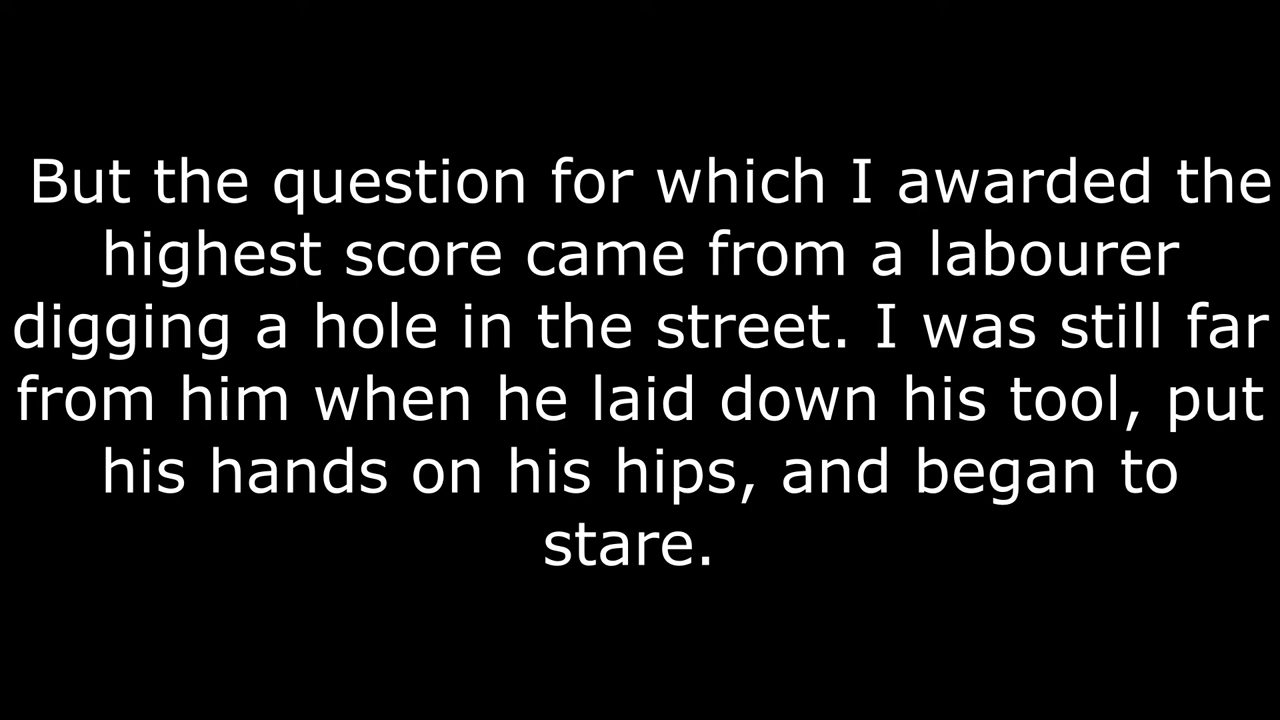 But the question for which I awarded the
highest score came from a labourer
digging a hole in the street. I was still far
from him when he laid down his tool, put
his hands on his hips, and began to
stare.